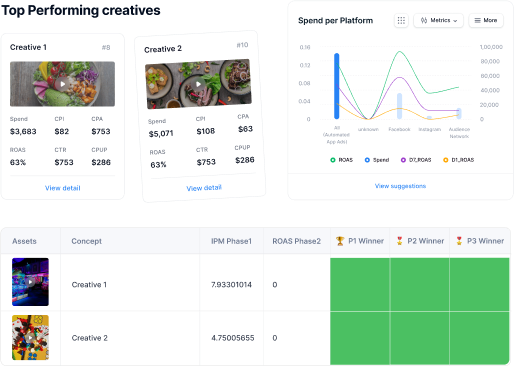 Top Performing creatives
Creative 1
#8
Spend
CPI
CPA
$3,683
$82
$753
ROAS
CTR
CPUP
63%
$753
$286
View detail
Creative 2
#10
Spend
CPI
CPA
$5,071
$108
$63
ROAS
CTR
CPUP
63%
$753
$286
View detail
Spend per Platform
Metrics
More
0.16
0.12
0.08
0.04
0
1,00,000
80,000
60,000
40,000
20,000
0
All
(Automated
App Ads)
unknown
Facebook
Instagram
Audience
Network
ROAS
Spend
D7_ROAS
D1_ROAS
View suggestions
Assets
Concept
IPM Phase1
ROAS Phase2
P1 Winner
P2 Winner
P3 Winner
Creative 1
7.93301014
0
Creative 2
4.75005655
0